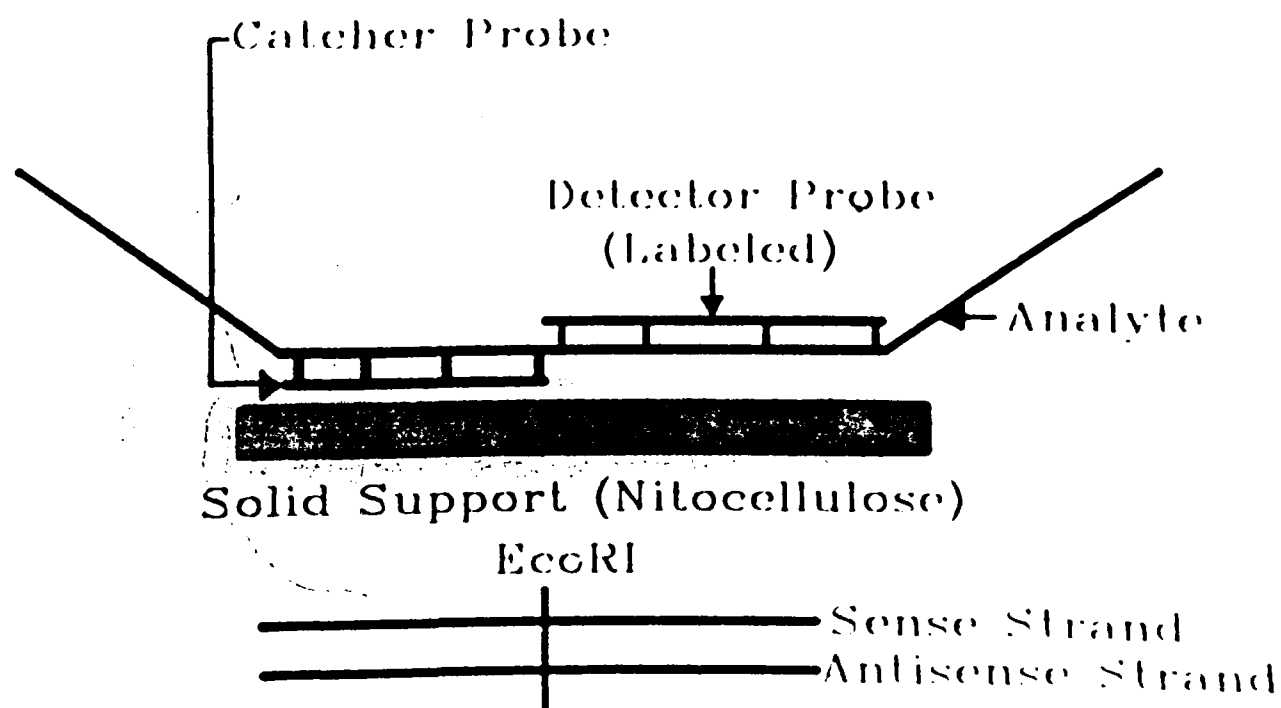 Catcher Probe
Detector Probe
(Labeled)
Analyte
Solid Support (Nitocellulose)
EcoRI
Sense Strand
Antisense Strand